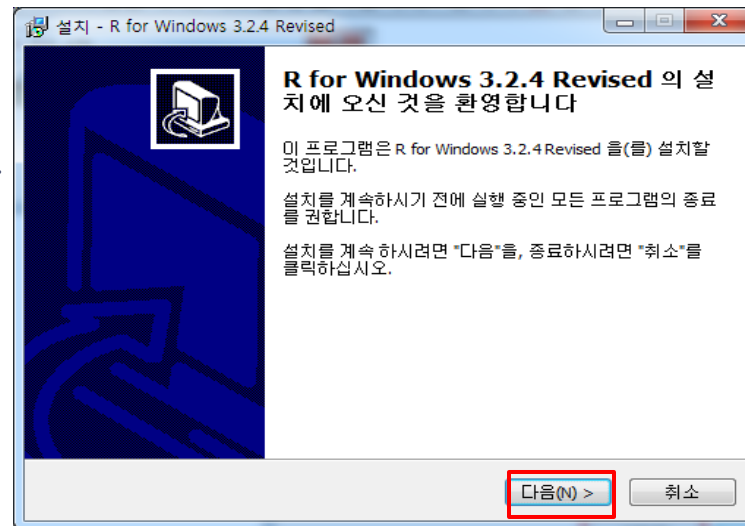 설치 - R for Windows 3.2.4 Revised
R for Windows 3.2.4 Revised 의 설
치에 오신 것을 환영합니다
이 프로그램은 R for Windows 3.2.4 Revised 을(를) 설치할
것입니다.
설치를 계속하시기 전에 실행 중인 모든 프로그램의 종료
를 권합니다.
설치를 계속 하시려면 "다음"을, 종료하시려면 "취소"를
클릭하십시오.
다음(N) >
취소